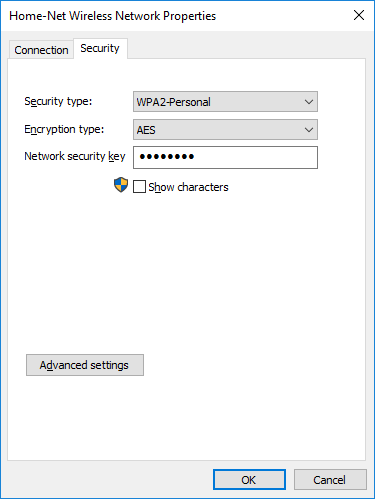 Home-Net Wireless Network Properties
Connection
Security
Security type:
WPA2-Personal
Encryption type:
AES
Network security key
••••••••
Show characters
Advanced settings
OK
Cancel